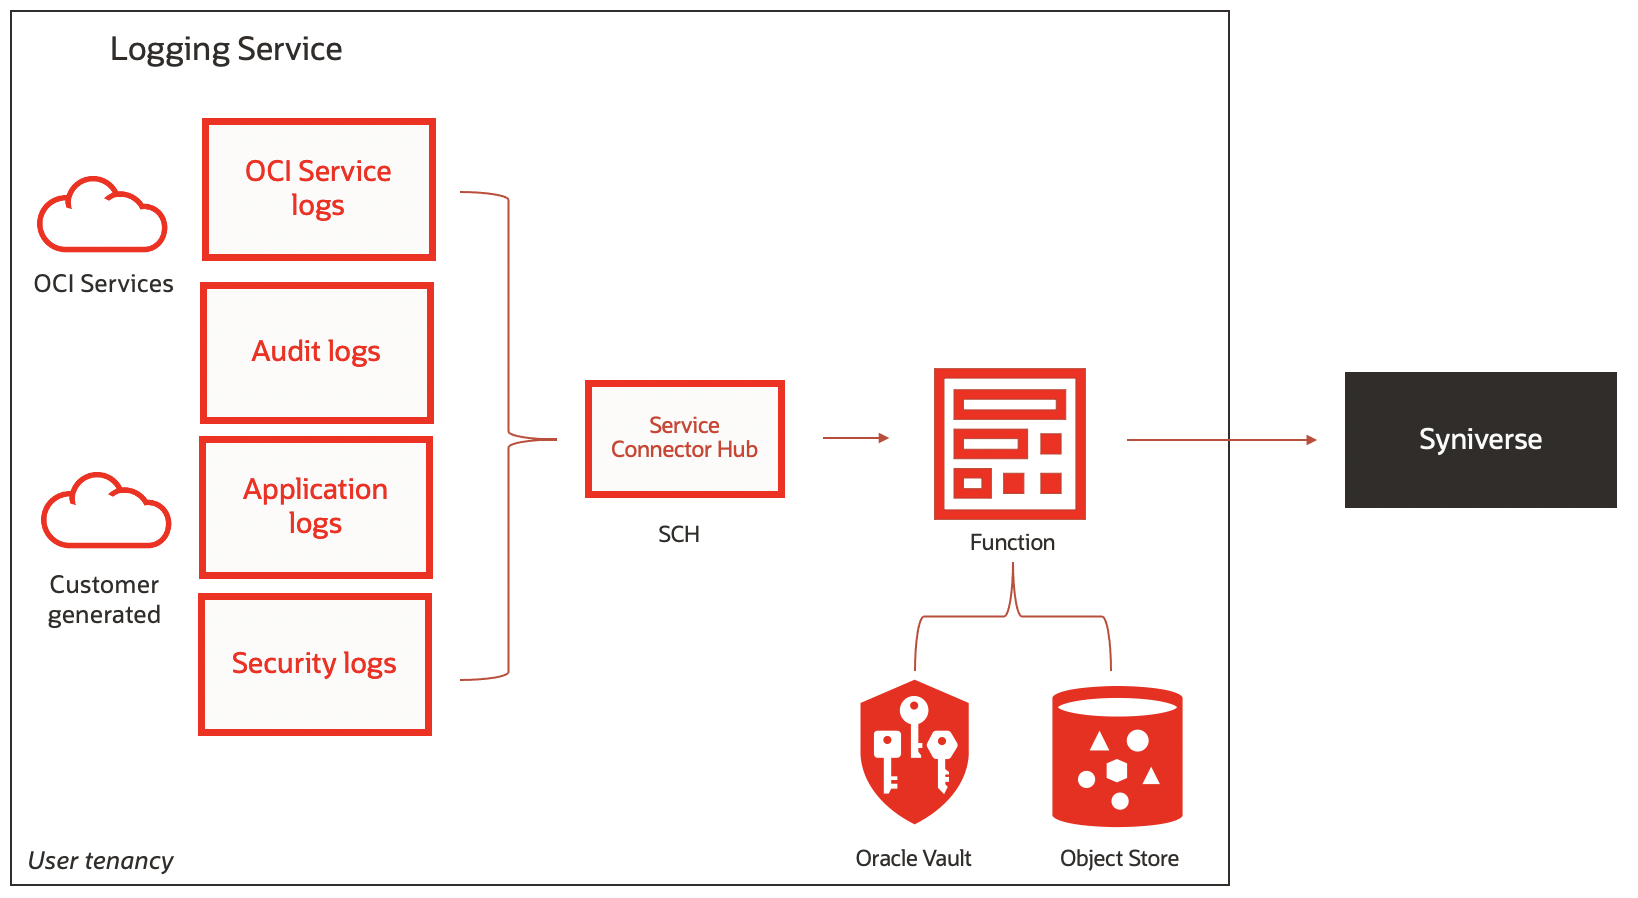 Logging Service
OCI Service
logs
OCI Services
Audit logs
Application
logs
Customer
generated
Security logs
Service
Connector Hub
SCH
Function
Syniverse
Oracle Vault
Object Store
User tenancy